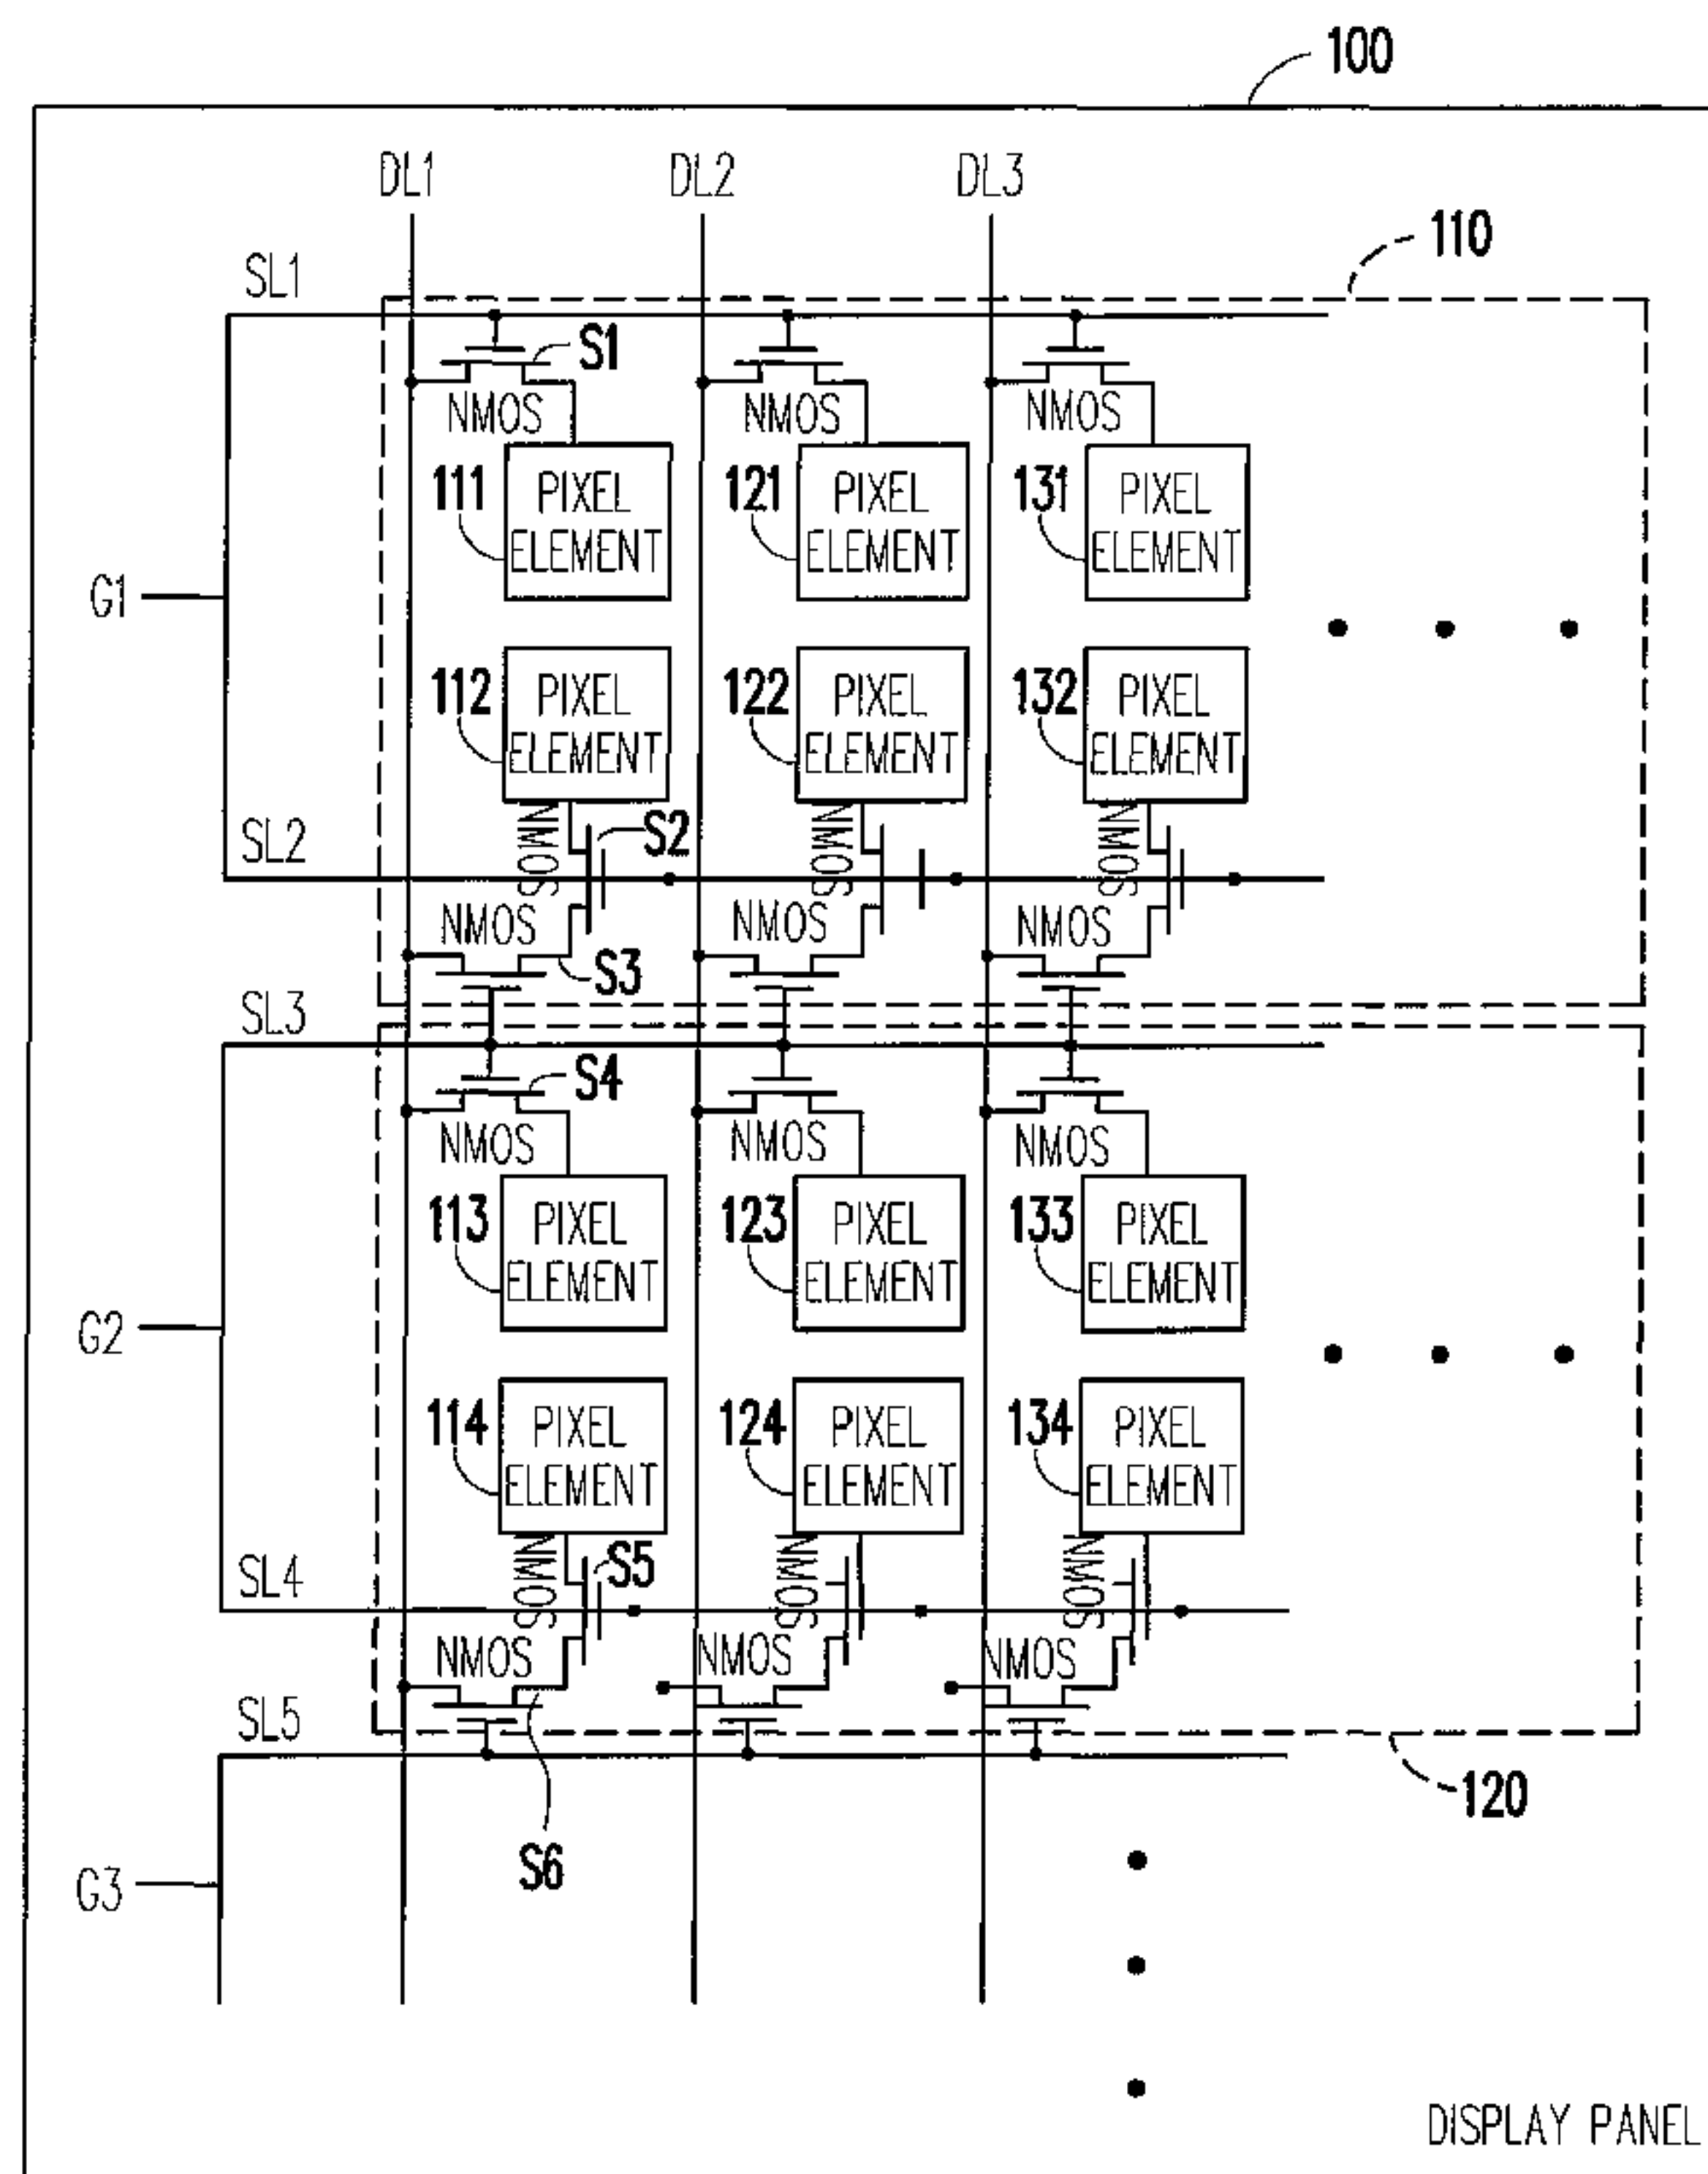 100
DL1 DL2 DL3
110
SL1
S1
NMOS NMOS NMOS
111 PIXEL ELEMENT 121 PIXEL ELEMENT 131 PIXEL ELEMENT
G1
112 PIXEL ELEMENT 122 PIXEL ELEMENT 132 PIXEL ELEMENT
SL2 NMOS S2 NMOS NMOS
NMOS NMOS NMOS
S3
SL3
S4
NMOS NMOS NMOS
113 PIXEL ELEMENT 123 PIXEL ELEMENT 133 PIXEL ELEMENT
G2
114 PIXEL ELEMENT 124 PIXEL ELEMENT 134 PIXEL ELEMENT
SL4 NMOS S5 NMOS NMOS
NMOS NMOS NMOS
SL5
120
S6
G3
DISPLAY PANEL